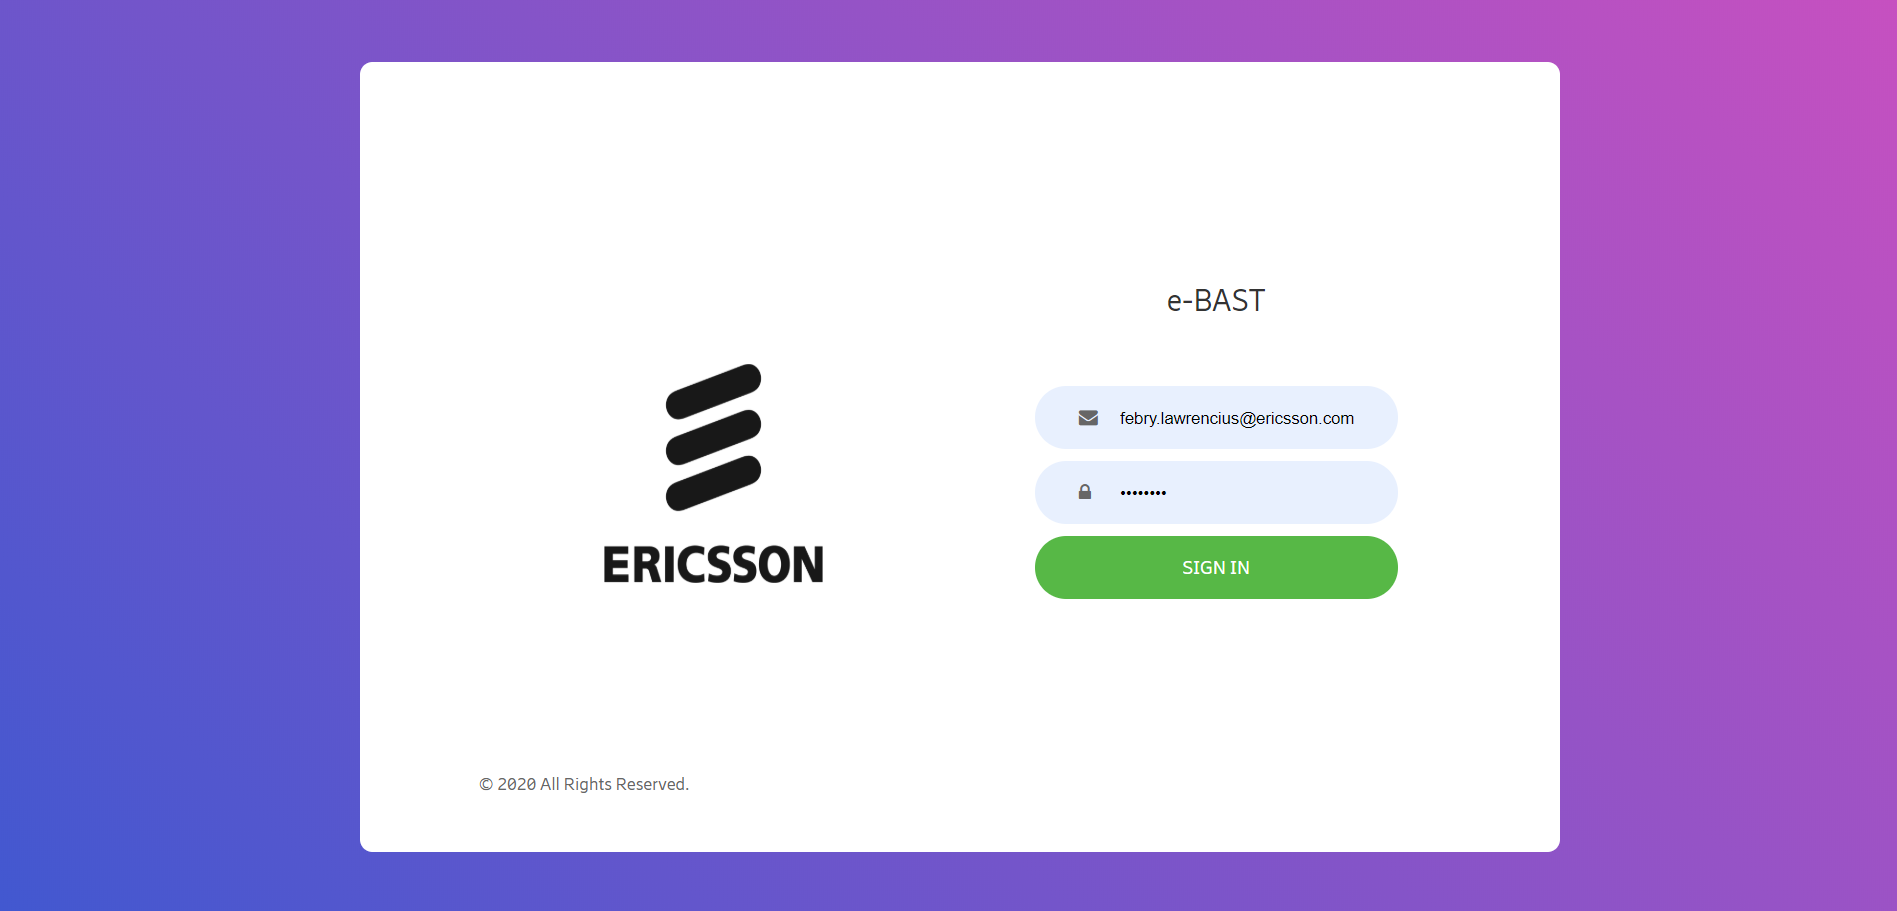 e-BAST
febry.lawrencius@ericsson.com
••••••••
SIGN IN
ERICSSON
© 2020 All Rights Reserved.